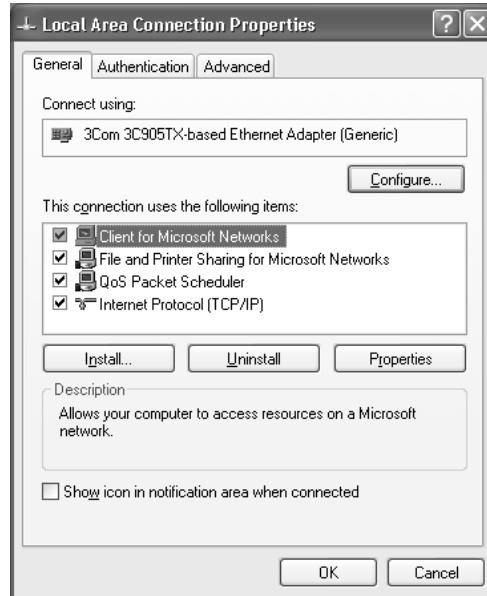 Local Area Connection Properties
General Authentication Advanced
Connect using:
3Com 3C905TX-based Ethernet Adapter (Generic)
Configure...
This connection uses the following items:
Client for Microsoft Networks
File and Printer Sharing for Microsoft Networks
QoS Packet Scheduler
Internet Protocol (TCP/IP)
Install... Uninstall Properties
Description
Allows your computer to access resources on a Microsoft
network.
Show icon in notification area when connected
OK Cancel